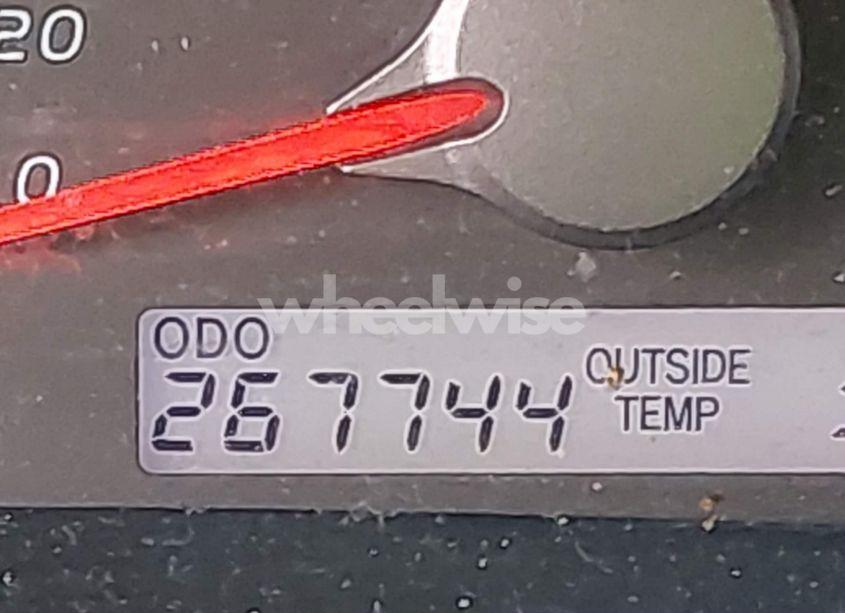 20
0
wheelwise
ODO
267744
OUTSIDE
TEMP